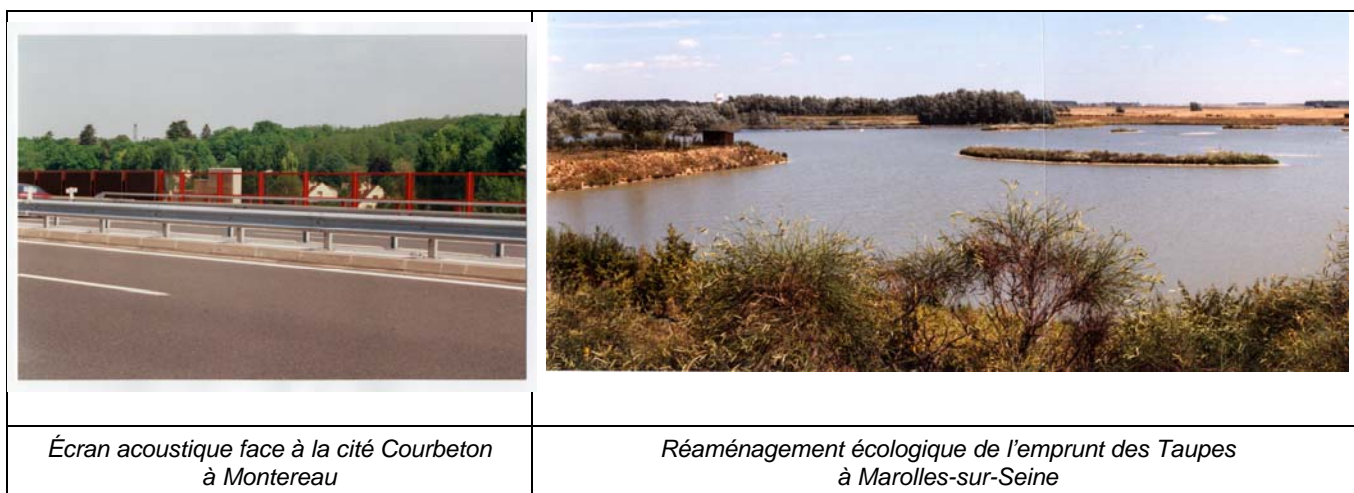 Écran acoustique face à la cité Courbeton
à Montereau
Réaménagement écologique de l'emprunt des Taupes
à Marolles-sur-Seine